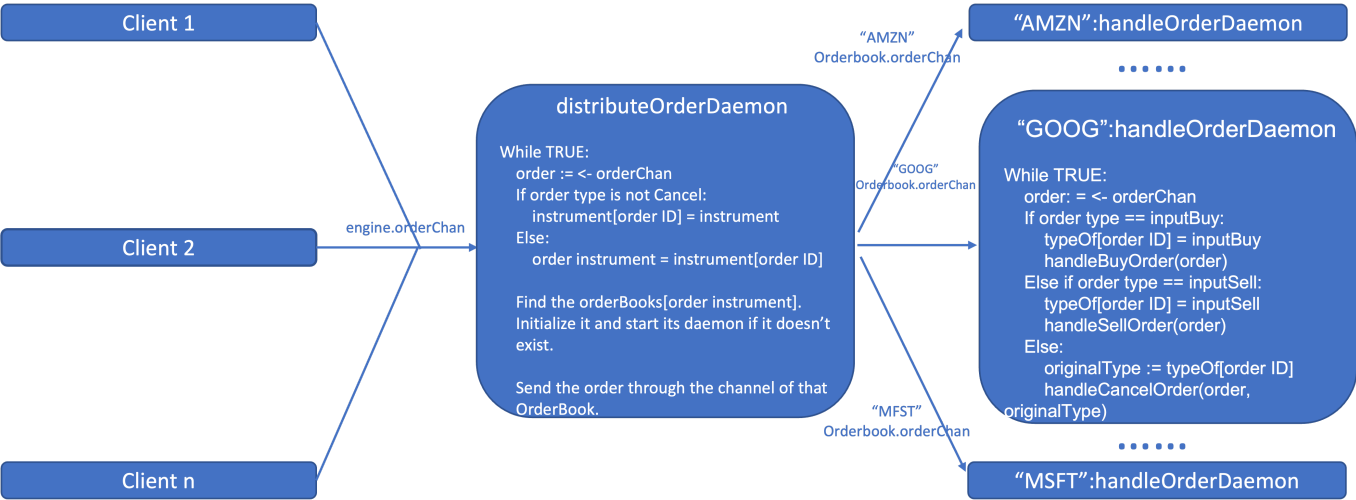 Client 1
Client 2
Client n
engine.orderChan
distributeOrderDaemon
While TRUE:
order := <- orderChan
If order type is not Cancel:
instrument[order ID] = instrument
Else:
order instrument = instrument[order ID]
Find the orderBooks[order instrument].
Initialize it and start its daemon if it doesn’t
exist.
Send the order through the channel of that
OrderBook.
“AMZN”
Orderbook.orderChan
“GOOG”
Orderbook.orderChan
“MFST”
Orderbook.orderChan
“AMZN”:handleOrderDaemon
......
“GOOG”:handleOrderDaemon
While TRUE:
order: = <- orderChan
If order type == inputBuy:
typeOf[order ID] = inputBuy
handleBuyOrder(order)
Else if order type == inputSell:
typeOf[order ID] = inputSell
handleSellOrder(order)
Else:
originalType := typeOf[order ID]
handleCancelOrder(order,
originalType)
......
“MSFT”:handleOrderDaemon